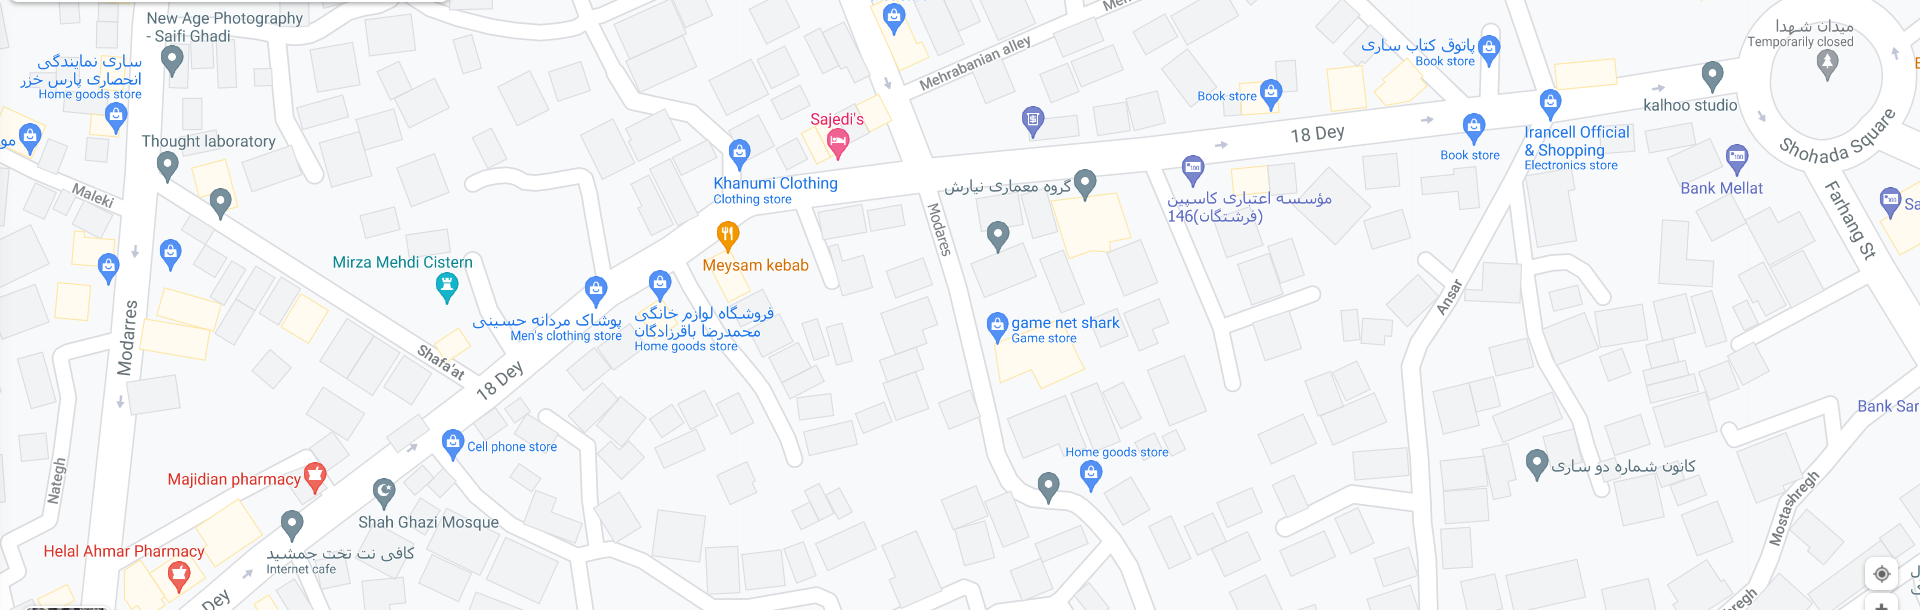 New Age Photography
- Saifi Ghadi
ساری نمایندگی
انحصاری پارس خزر
Home goods store
مو
Thought laboratory
Maleki
Mirza Mehdi Cistern
Modarres
Shafa'at
18 Dey
Nategh
Cell phone store
Majidian pharmacy
Shah Ghazi Mosque
کافی نت تخت جمشید
Internet cafe
Helal Ahmar Pharmacy
Dey
Mehrabanian alley
Meh
Sajedi's
Khanumi Clothing
Clothing store
Meysam kebab
پوشاک مردانه حسینی
Men's clothing store
فروشگاه لوازم خانگی
محمدرضا باقرزادگان
Home goods store
Modares
گروه معماری نیارش
game net shark
Game store
Home goods store
Book store
18 Dey
مؤسسه اعتباری کاسپین
146(فرشتگان)
پاتوق کتاب ساری
Book store
Book store
Irancell Official
& Shopping
Electronics store
kalhoo studio
میدان شهدا
Temporarily closed
Shohada Square
Bank Mellat
Farhang St
Sa
Ansar
Bank Sar
کانون شماره دو ساری
Mostashregh
regh